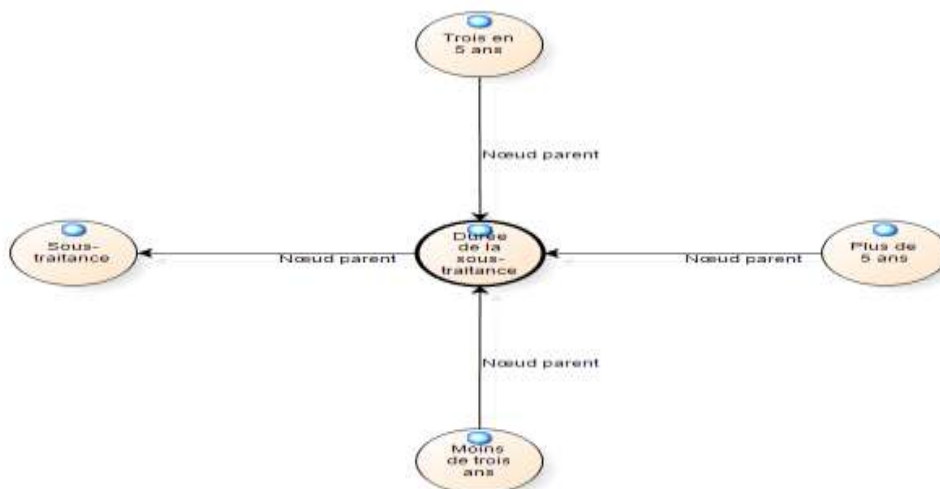 Trois en
5 ans
Nœud parent
Sous-
traitance
Nœud parent
Durée
de la
sous-
traitance
Nœud parent
Plus de
5 ans
Nœud parent
Moins
de trois
ans